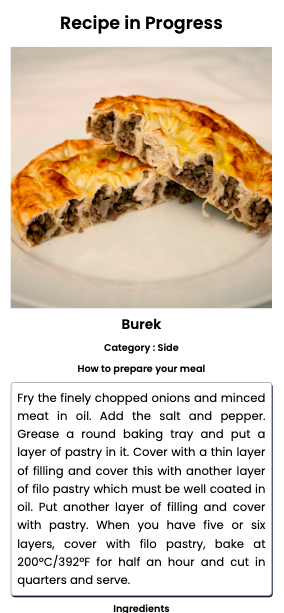 Recipe in Progress
Burek
Category : Side
How to prepare your meal
Fry the finely chopped onions and minced
meat in oil. Add the salt and pepper.
Grease a round baking tray and put a
layer of pastry in it. Cover with a thin layer
of filling and cover this with another layer
of filo pastry which must be well coated in
oil. Put another layer of filling and cover
with pastry. When you have five or six
layers, cover with filo pastry, bake at
200ºC/392ºF for half an hour and cut in
quarters and serve.
Ingredients